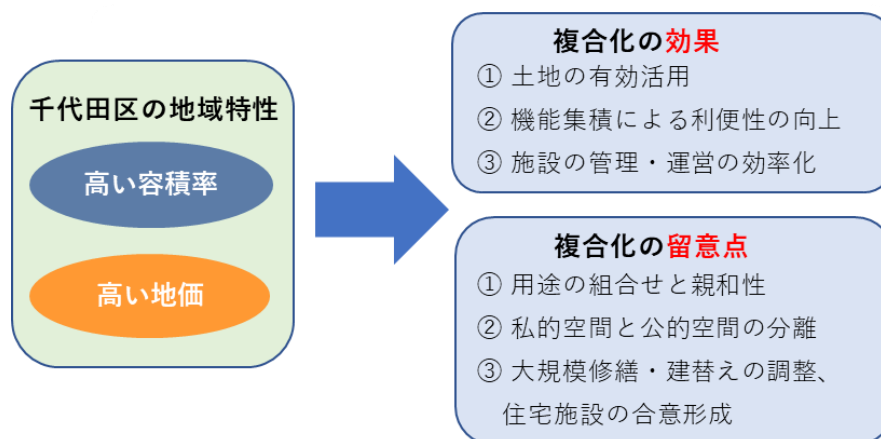 千代田区の地域特性
高い容積率
高い地価
複合化の効果
① 土地の有効活用
② 機能集積による利便性の向上
③ 施設の管理・運営の効率化
複合化の留意点
① 用途の組合せと親和性
② 私的空間と公的空間の分離
③ 大規模修繕・建替えの調整、
住宅施設の合意形成